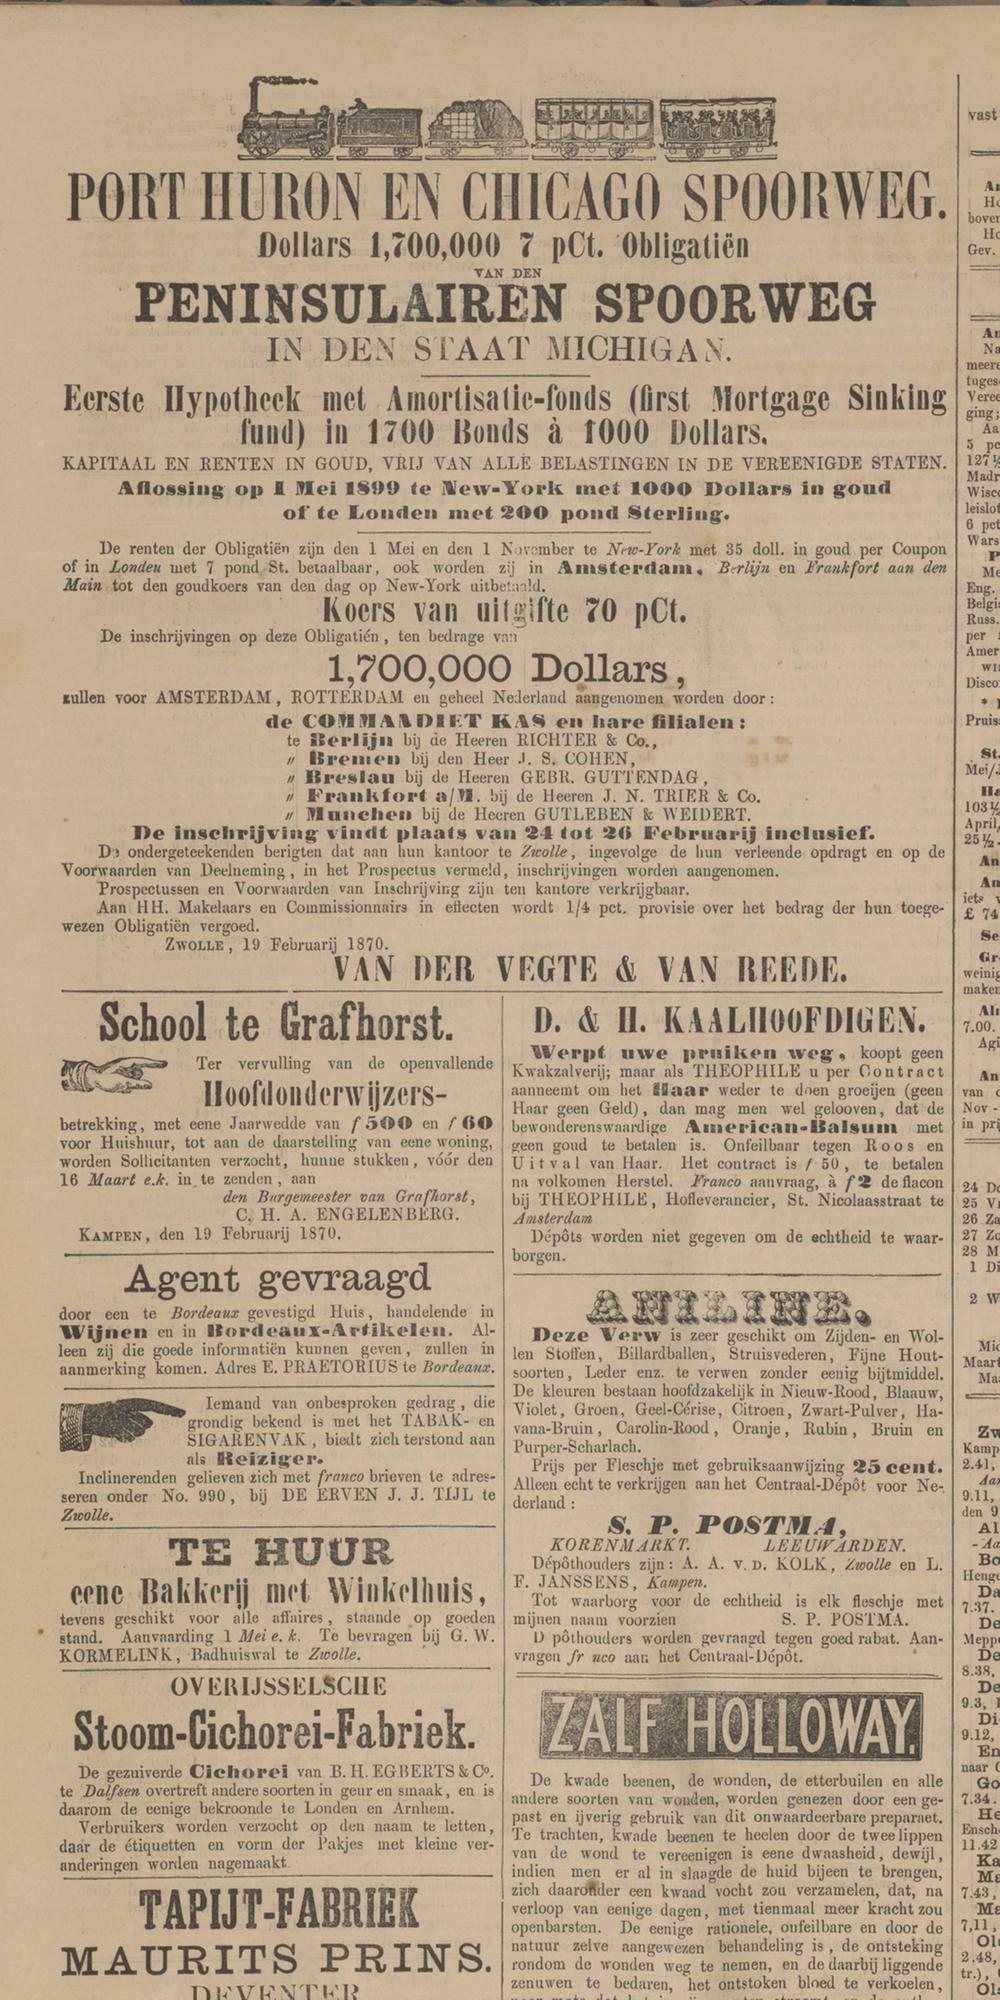 PORT HURON EN CHICAGO SPOORWEG.
Dollars 1,700,000 7 pCt. Obligatiën
VAN DEN
PENINSULAIREN SPOORWEG
IN DEN STAAT MICHIGAN.
Eerste Hypotheek met Amortisatie-fonds (first Mortgage Sinking
fund) in 1700 Bonds à 1000 Dollars.
KAPITAAL EN RENTEN IN GOUD, VRIJ VAN ALLE BELASTINGEN IN DE VEREENIGDE STATEN.
Aflossing op 1 Mei 1899 te New-York met 1000 Dollars in goud
of te Londen met 200 pond Sterling.
De renten der Obligatiën zijn den 1 Mei en den 1 November te New-York met 35 doll. in goud per Coupon
of in Londen met 7 pond St. betaalbaar, ook worden zij in Amsterdam, Berlijn en Frankfort aan den
Main tot den goudkoers van den dag op New-York uitbetaald.
Koers van uitgifte 70 pCt.
De inschrijvingen op deze Obligatiën, ten bedrage van
1,700,000 Dollars,
zullen voor AMSTERDAM, ROTTERDAM en geheel Nederland aangenomen worden door:
de COMMANDIET KAS en hare filialen:
te Berlijn bij de Heeren RICHTER & Co.,
〃 Bremen bij den Heer J. S. COHEN,
〃 Breslau bij de Heeren GEBR. GUTTENDAG,
〃 Frankfort a/M. bij de Heeren J. N. TRIER & Co.
〃 Munchen bij de Heeren GUTLEBEN & WEIDERT.
De inschrijving vindt plaats van 24 tot 26 Februarij inclusief.
De ondergeteekenden berigten dat aan hun kantoor te Zwolle, ingevolge de hun verleende opdragt en op de
Voorwaarden van Deelneming, in het Prospectus vermeld, inschrijvingen worden aangenomen.
Prospectussen en Voorwaarden van Inschrijving zijn ten kantore verkrijgbaar.
Aan HH. Makelaars en Commissionnairs in effecten wordt 1/4 pct. provisie over het bedrag der hun toege-
wezen Obligatiën vergoed.
ZWOLLE, 19 Februarij 1870.
VAN DER VEGTE & VAN REEDE.
School te Grafhorst.
Ter vervulling van de openvallende
Hoofdonderwijzers-
betrekking, met eene Jaarwedde van f 500 en f 60
voor Huishuur, tot aan de daarstelling van eene woning,
worden Sollicitanten verzocht, hunne stukken, vóór den
16 Maart e.k. in te zenden, aan
den Burgemeester van Grafhorst,
C. H. A. ENGELENBERG.
KAMPEN, den 19 Februarij 1870.
Agent gevraagd
door een te Bordeaux gevestigd Huis, handelende in
Wijnen en in Bordeaux-Artikelen. Al-
leen zij die goede informatiën kunnen geven, zullen in
aanmerking komen. Adres E. PRAETORIUS te Bordeaux.
Iemand van onbesproken gedrag, die
grondig bekend is met het TABAK- en
SIGARENVAK, biedt zich terstond aan
als Reiziger.
Inclinerenden gelieven zich met franco brieven te adres-
seren onder No. 990, bij DE ERVEN J. J. TIJL te
Zwolle.
TE HUUR
eene Bakkerij met Winkelhuis,
tevens geschikt voor alle affaires, staande op goeden
stand. Aanvaarding 1 Mei e. k. Te bevragen bij G. W.
KORMELINK, Badhuiswal te Zwolle.
OVERIJSSELSCHE
Stoom-Cichorei-Fabriek.
De gezuiverde Cichorei van B. H. EGBERTS & Co.
te Dalfsen overtreft andere soorten in geur en smaak, en is
daarom de eenige bekroonde te Londen en Arnhem.
Verbruikers worden verzocht op den naam te letten,
daar de étiquetten en vorm der Pakjes met kleine ver-
anderingen worden nagemaakt.
TAPIJT-FABRIEK
MAURITS PRINS.
DEVENTER
D. & H. KAALHOOFDIGEN.
Werpt uwe pruiken weg, koopt geen
Kwakzalverij; maar als THEOPHILE u per Contract
aanneemt om het Haar weder te doen groeijen (geen
Haar geen Geld), dan mag men wel gelooven, dat de
bewonderenswaardige American-Balsum met
geen goud te betalen is. Onfeilbaar tegen Roos en
Uitval van Haar. Het contract is f 50, te betalen
na volkomen Herstel. Franco aanvraag, à f 2 de flacon
bij THEOPHILE, Hofleverancier, St. Nicolaasstraat te
Amsterdam
Dépôts worden niet gegeven om de echtheid te waar-
borgen.
ANILINE.
Deze Verw is zeer geschikt om Zijden- en Wol-
len Stoffen, Billardballen, Struisvederen, Fijne Hout-
soorten, Leder enz. te verwen zonder eenig bijtmiddel.
De kleuren bestaan hoofdzakelijk in Nieuw-Rood, Blaauw,
Violet, Groen, Geel-Cérise, Citroen, Zwart-Pulver, Ha-
vana-Bruin, Carolin-Rood, Oranje, Rubin, Bruin en
Purper-Scharlach.
Prijs per Fleschje met gebruiksaanwijzing 25 cent.
Alleen echt te verkrijgen aan het Centraal-Dépôt voor Ne-
derland:
S. P. POSTMA,
KORENMARKT. LEEUWARDEN.
Dépôthouders zijn: A. A. v. D. KOLK, Zwolle en L.
F. JANSSENS, Kampen.
Tot waarborg voor de echtheid is elk fleschje met
mijnen naam voorzien S. P. POSTMA.
D pôthouders worden gevraagd tegen goed rabat. Aan-
vragen fr nco aan het Centraal-Dépôt.
ZALF HOLLOWAY.
De kwade beenen, de wonden, de etterbuilen en alle
andere soorten van wonden, worden genezen door een ge-
past en ijverig gebruik van dit onwaardeerbare preparaet.
Te trachten, kwade beenen te heelen door de twee lippen
van de wond te vereenigen is eene dwaasheid, dewijl,
indien men er al in slaagde de huid bijeen te brengen,
zich daaronder een kwaad vocht zou verzamelen, dat, na
verloop van eenige dagen, met tienmaal meer kracht zou
openbarsten. De eenige rationele, onfeilbare en door de
natuur zelve aangewezen behandeling is, de ontsteking
rondom de wonden weg te nemen, en de daarbij liggende
zenuwen te bedaren, het ontstoken bloed te verkoelen,